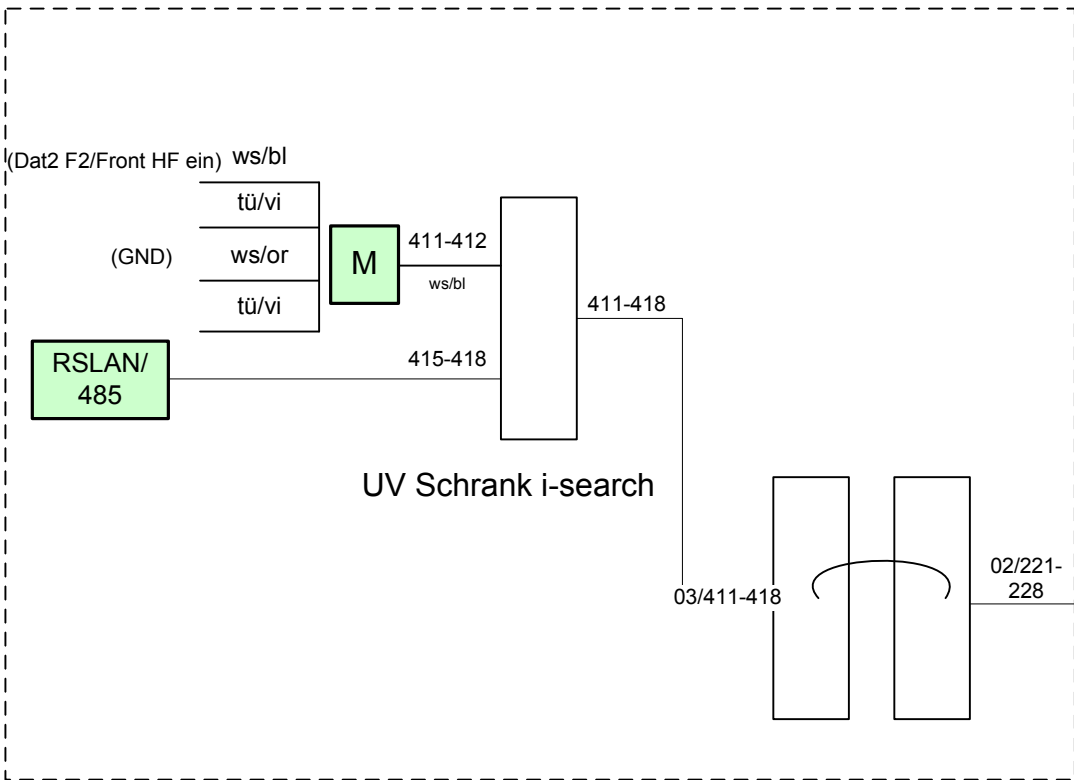 (Dat2 F2/Front HF ein) ws/bl
tü/vi
(GND) ws/or
tü/vi
M
411-412
ws/bl
411-418
RSLAN/
485
415-418
UV Schrank i-search
03/411-418
02/221-
228